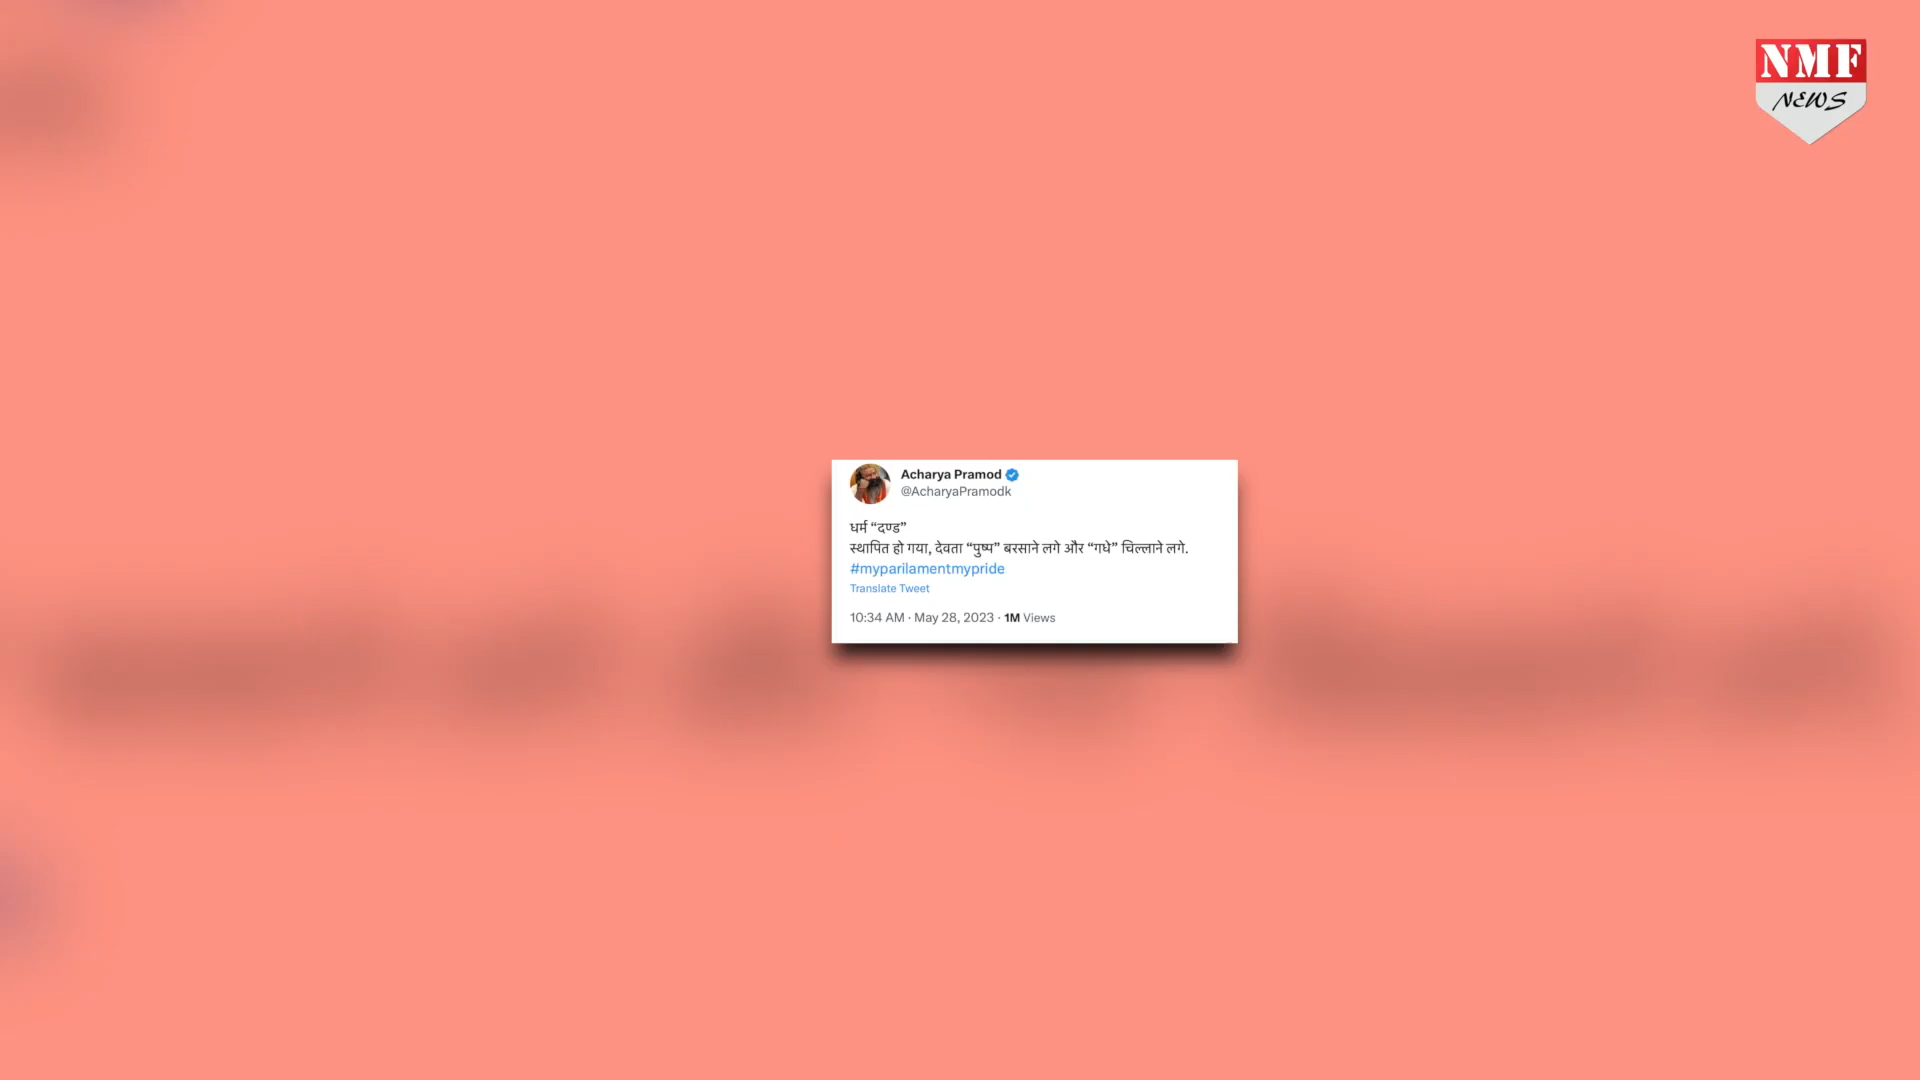 NMF
NEWS
Acharya Pramod
@AcharyaPramodk
धर्म “दण्ड”
स्थापित हो गया, देवता “पुष्प” बरसाने लगे और “गधे” चिल्लाने लगे.
#myparilamentmypride
Translate Tweet
10:34 AM · May 28, 2023 · 1M Views